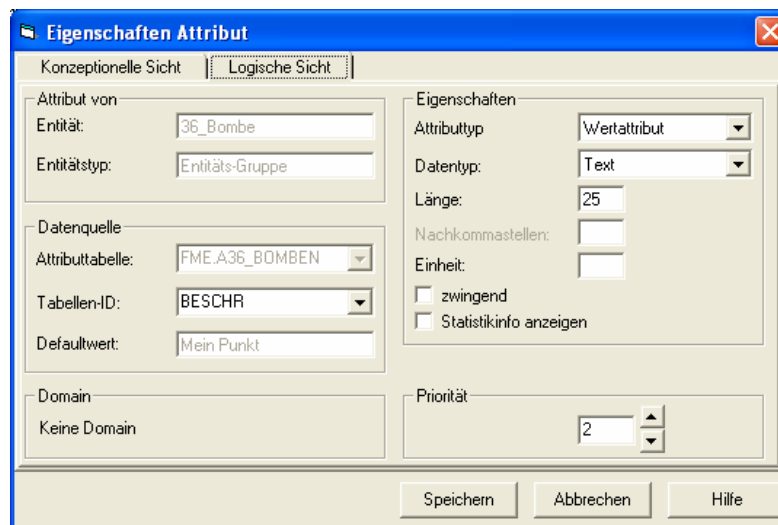 Eigenschaften Attribut
Konzeptionelle Sicht
Logische Sicht
Attribut von
Entität: 36_Bombe
Entitätstyp: Entitäts-Gruppe
Datenquelle
Attributtabelle: FME.A36_BOMBEN
Tabellen-ID: BESCHR
Defaultwert: Mein Punkt
Domain
Keine Domain
Eigenschaften
Attributtyp Wertattribut
Datentyp: Text
Länge: 25
Nachkommastellen:
Einheit:
zwingend
Statistikinfo anzeigen
Priorität
2
Speichern Abbrechen Hilfe